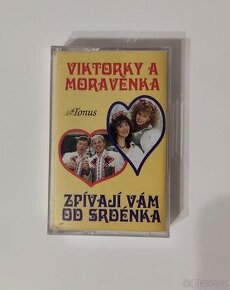 VIKTORKY A
MORAVĚNKA
Tonus
ZPÍVAJÍ VÁM
OD SRDÉNKA